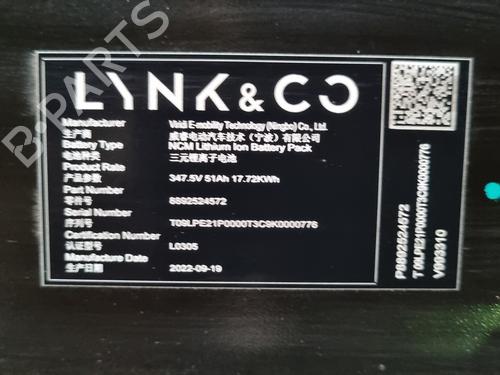 LYNK & CO
Manufacturer Viridi E-mobility Technology (Ningbo) Co., Ltd.
生产商 威睿电动汽车技术（宁波）有限公司
Battery Type NCM Lithium Ion Battery Pack
电池种类 三元锂离子电池
Product Rate
产品参数 347.5V 51Ah 17.72KWh
Part Number
零件号 8892524572
Serial Number
序列号 T09LPE21P0000T3C9K0000776
Certification Number
认证型号 L0305
Manufacture Date
生产日期 2022-09-19
P8892524572
T09LPE21P0000T3C9K0000776
V903310
B-PARTS